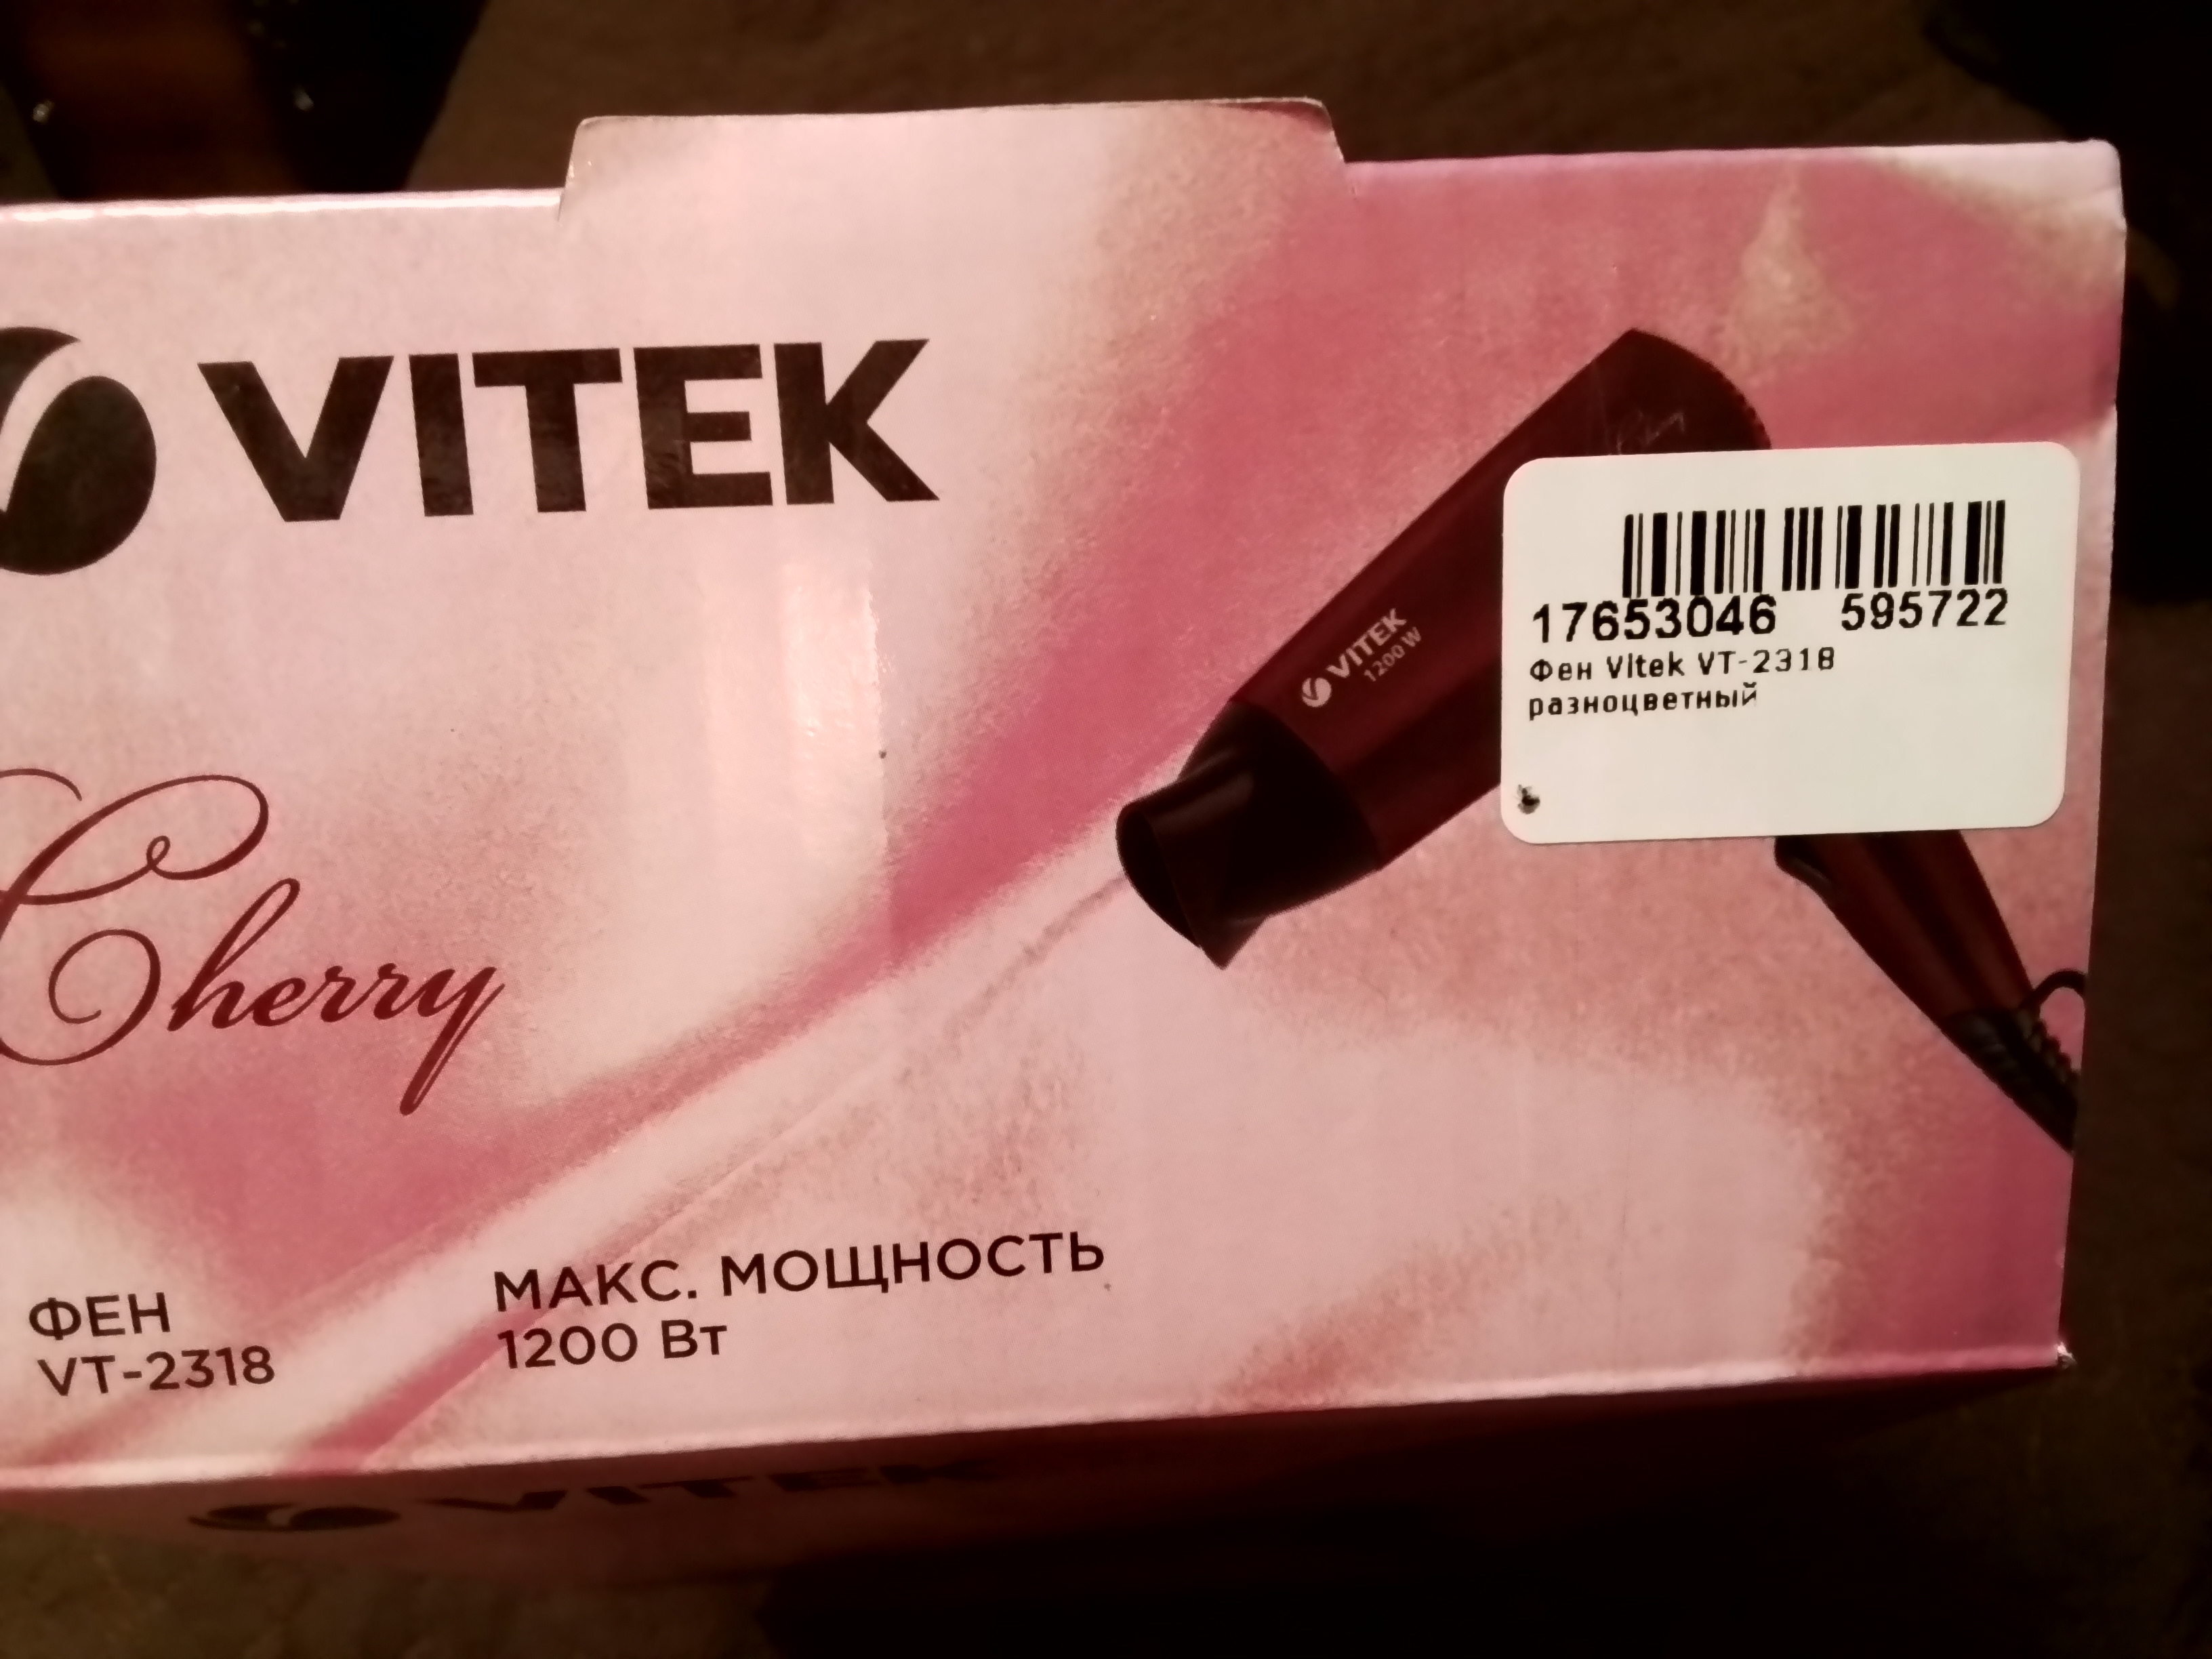 VITEK
Cherry
VITEK
1200 W
17653046 595722
Фен Vitek VT-2318
разноцветный
ФЕН
VT-2318
МАКС. МОЩНОСТЬ
1200 Вт
VITEK